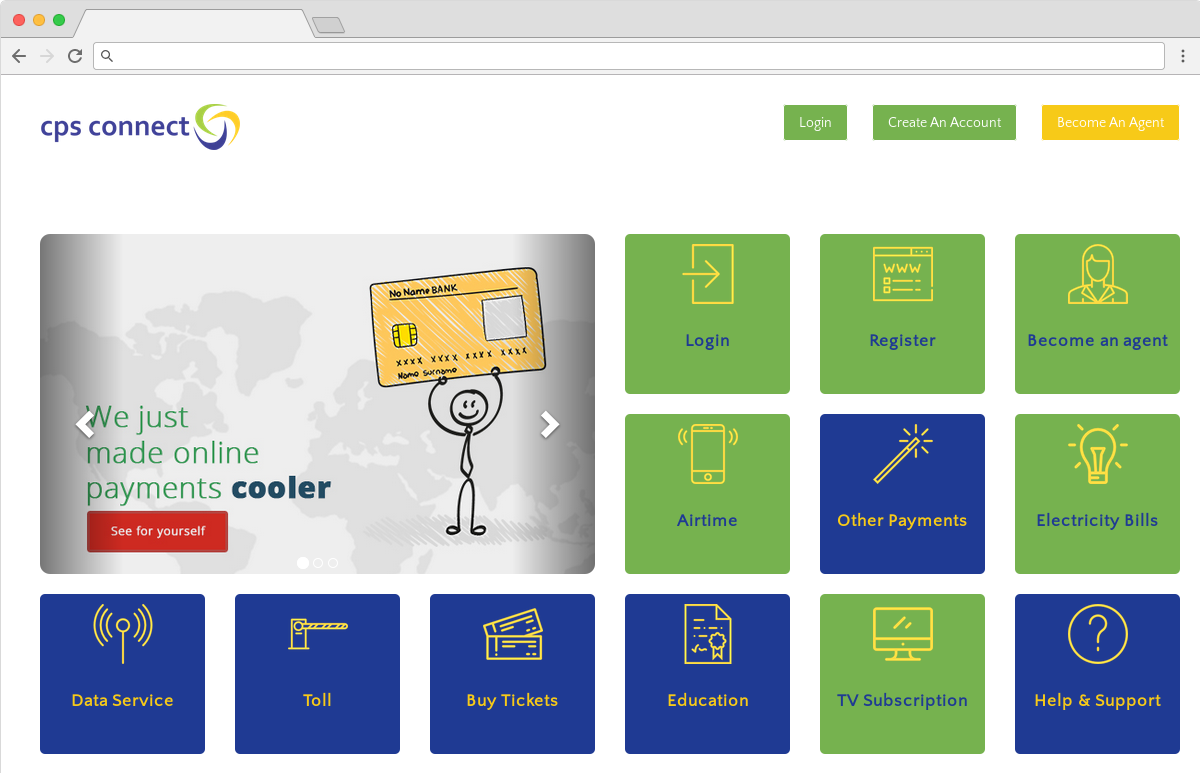 cps connect
Login
Create An Account
Become An Agent
No Name BANK
xxxx xxxx xxxx xxxx
Name Surname
We just
made online
payments cooler
See for yourself
Login
Register
Become an agent
WWW
Airtime
Other Payments
Electricity Bills
Data Service
Toll
Buy Tickets
Education
TV Subscription
Help & Support
?